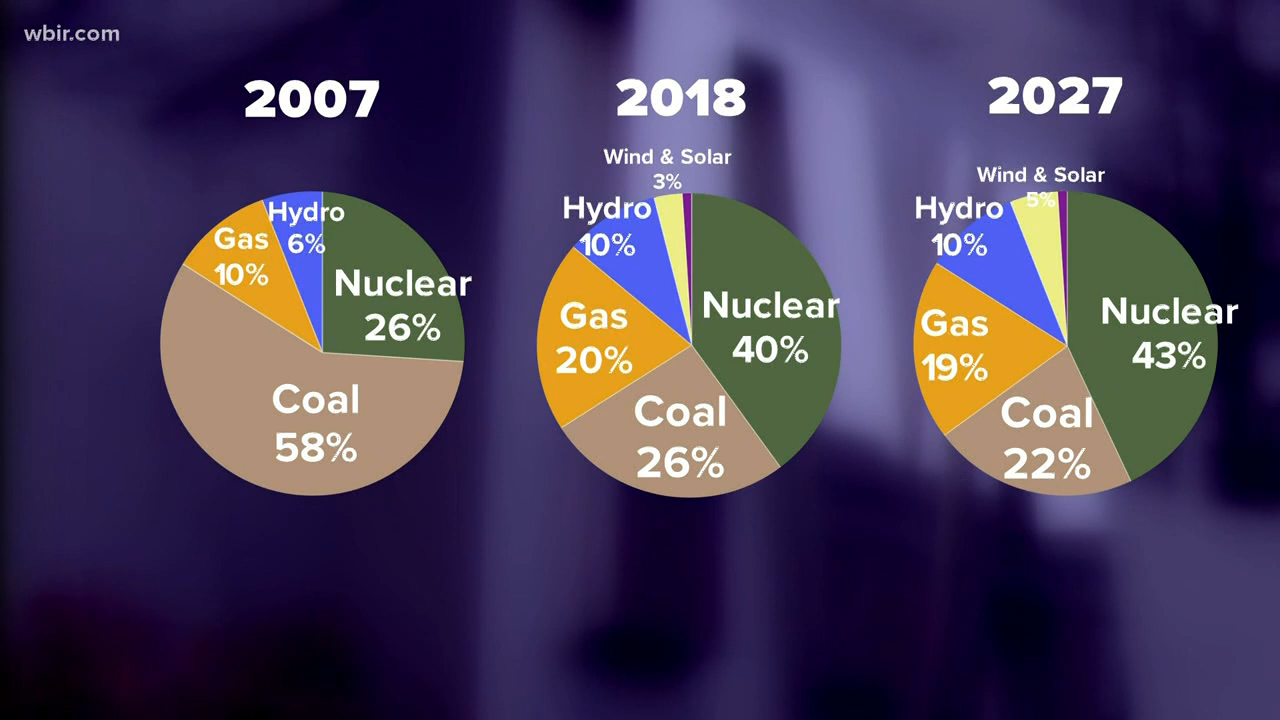 wbir.com
2007
Hydro
6%
Gas
10%
Nuclear
26%
Coal
58%
2018
Wind & Solar
3%
Hydro
10%
Gas
20%
Nuclear
40%
Coal
26%
2027
Wind & Solar
5%
Hydro
10%
Gas
19%
Nuclear
43%
Coal
22%